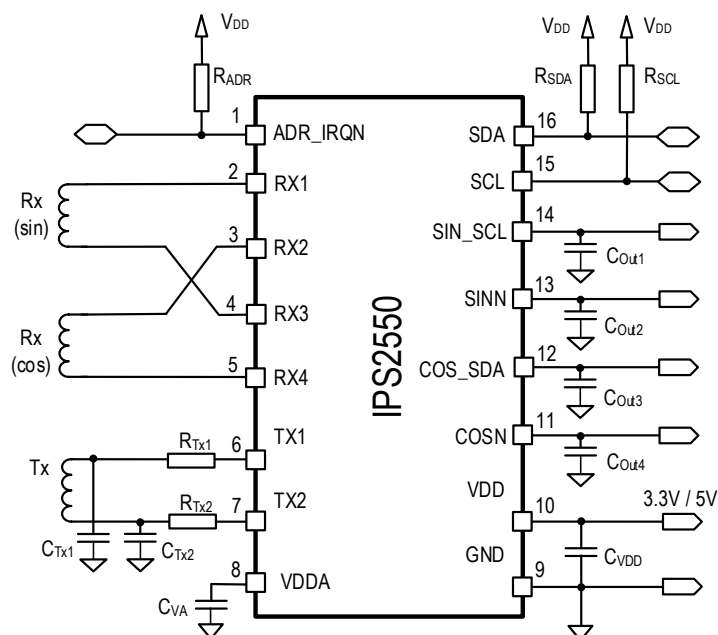 VDD
VDD
VDD
RADR
RSDA
RSCL
1
ADR_IRQN
SDA
16
2
RX1
SCL
15
Rx
(sin)
3
RX2
SIN_SCL
14
COut1
4
RX3
SINN
13
COut2
Rx
(cos)
5
RX4
COS_SDA
12
COut3
IPS2550
Tx
RTx1
6
TX1
COSN
11
COut4
RTx2
7
TX2
VDD
10
3.3V / 5V
CTx1
CTx2
CVDD
8
VDDA
GND
9
CVA